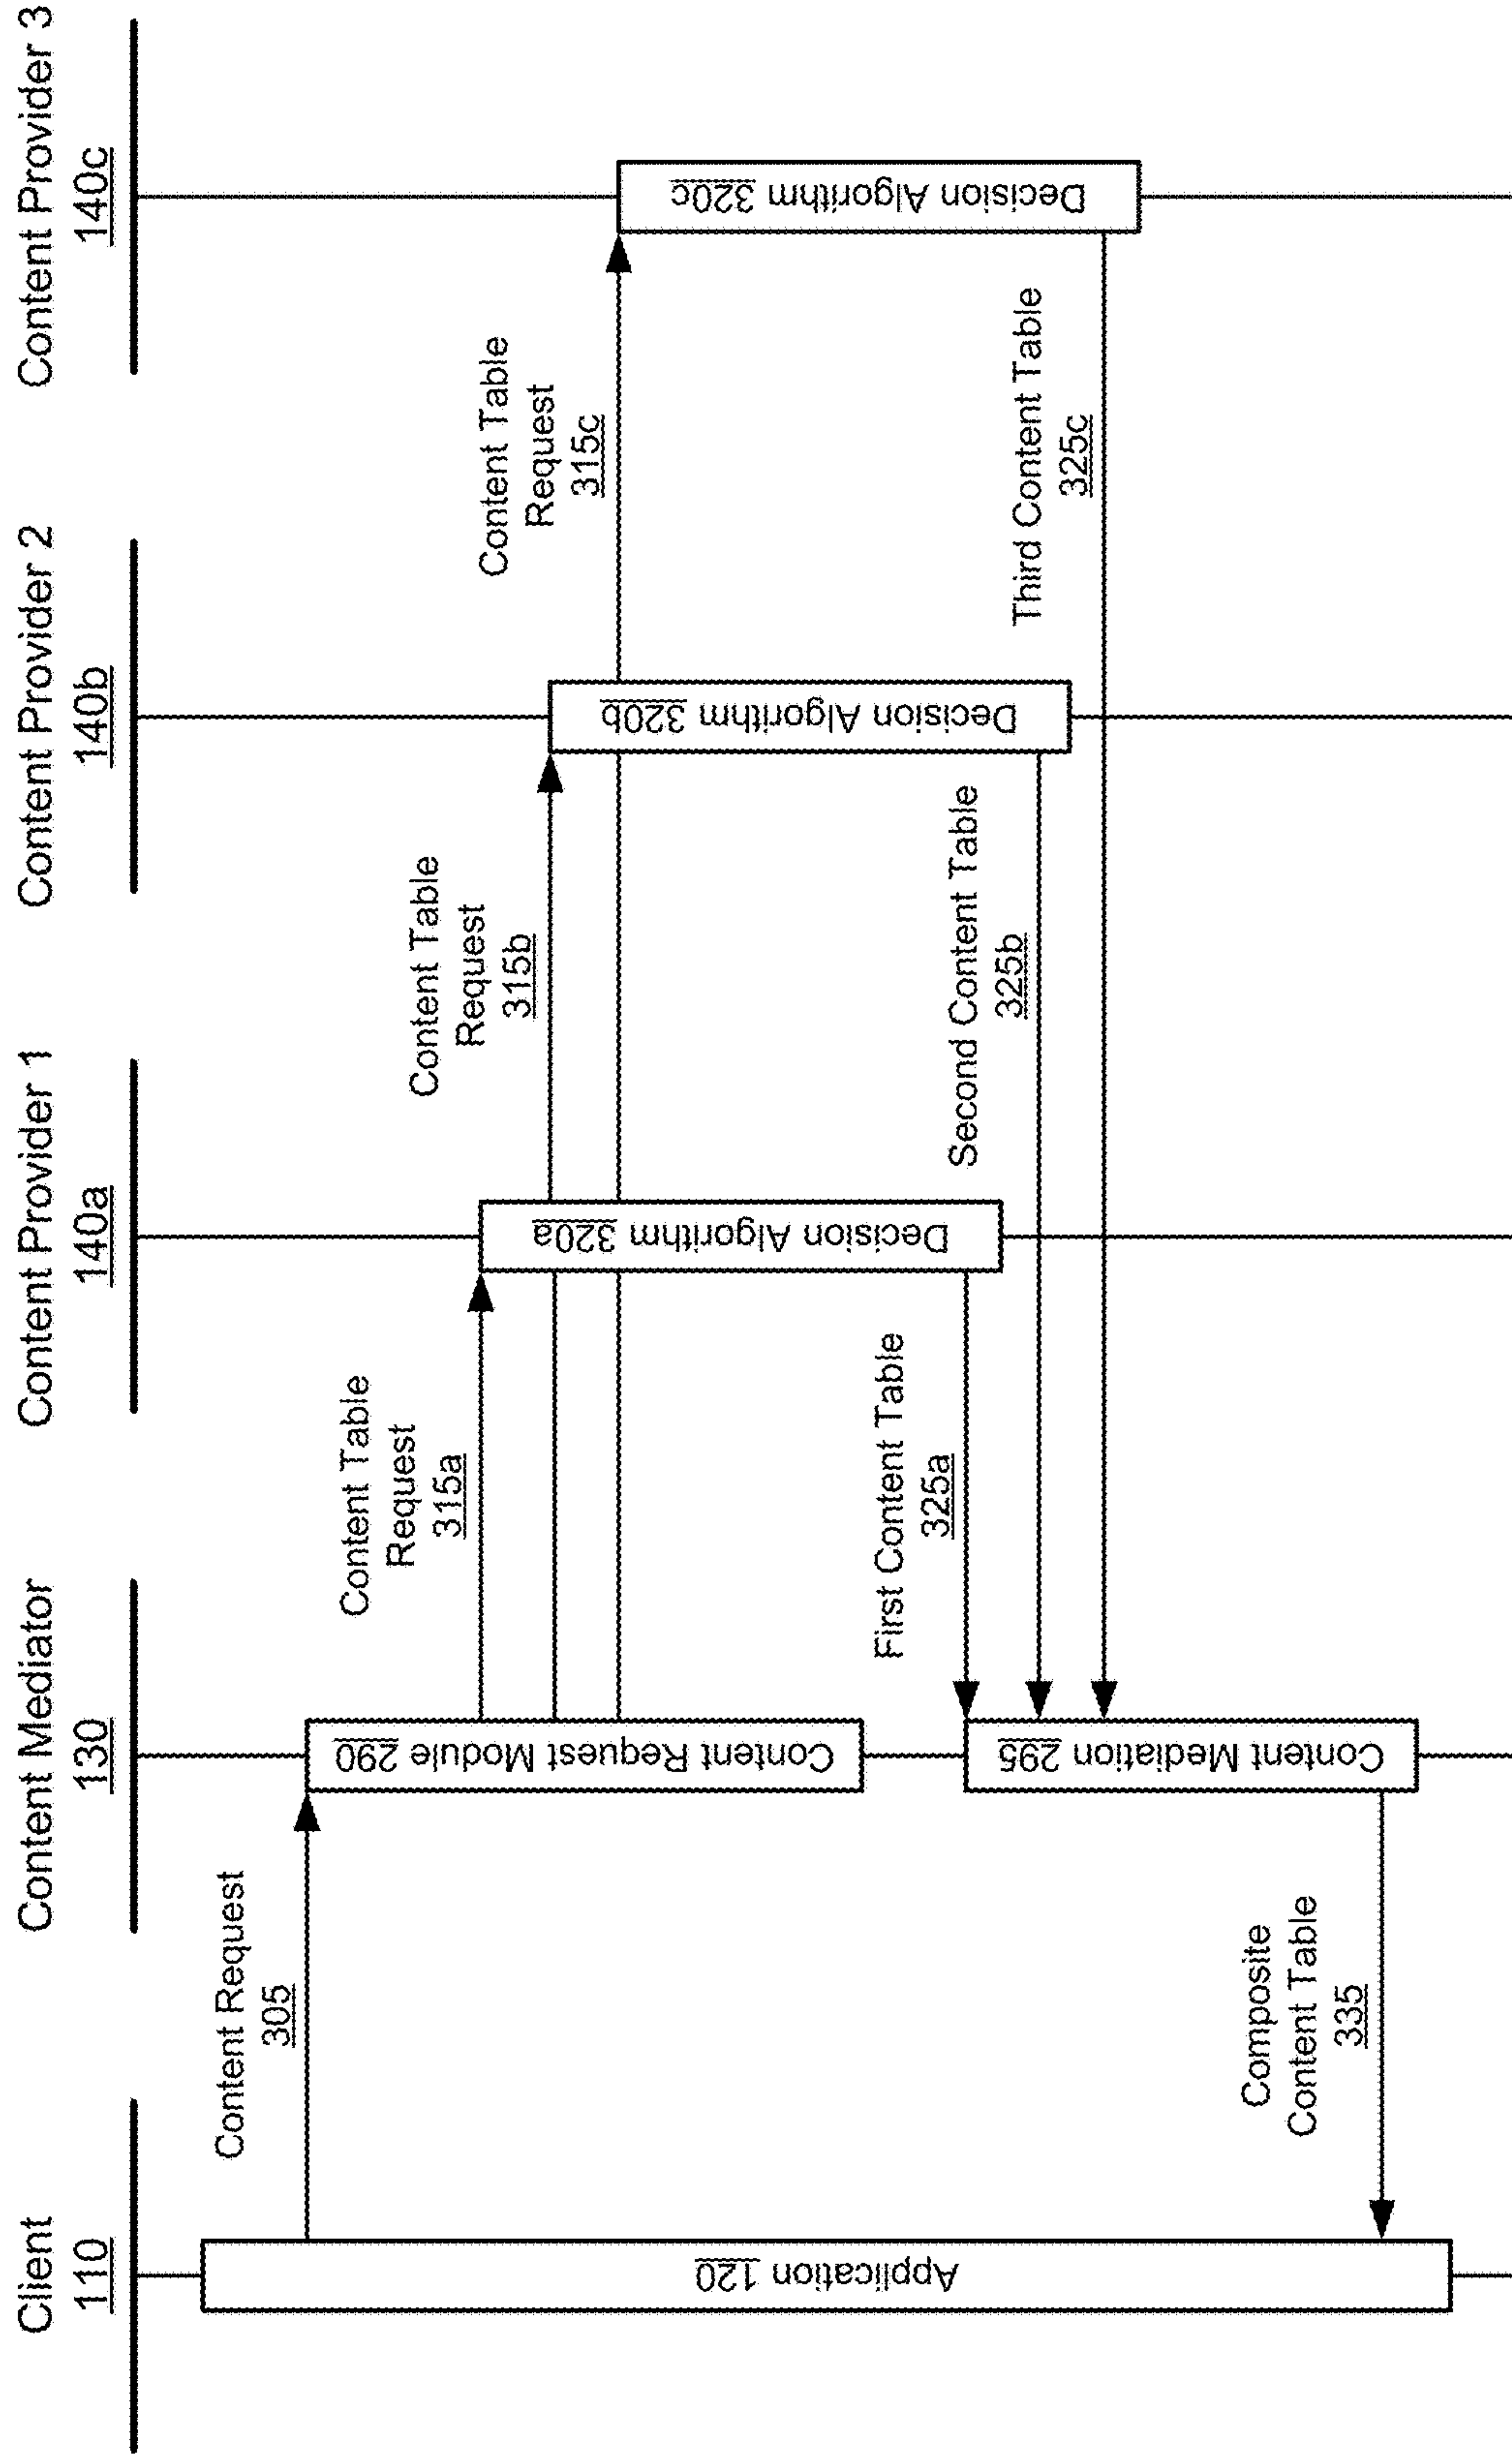 Client
110
Content Mediator
130
Content Provider 1
140a
Content Provider 2
140b
Content Provider 3
140c
Application 120
Content Request
305
Content Request Module 290
Content Table
Request
315a
Content Table
Request
315b
Content Table
Request
315c
Decision Algorithm 320a
Decision Algorithm 320b
Decision Algorithm 320c
First Content Table
325a
Second Content Table
325b
Third Content Table
325c
Content Mediation 295
Composite
Content Table
335